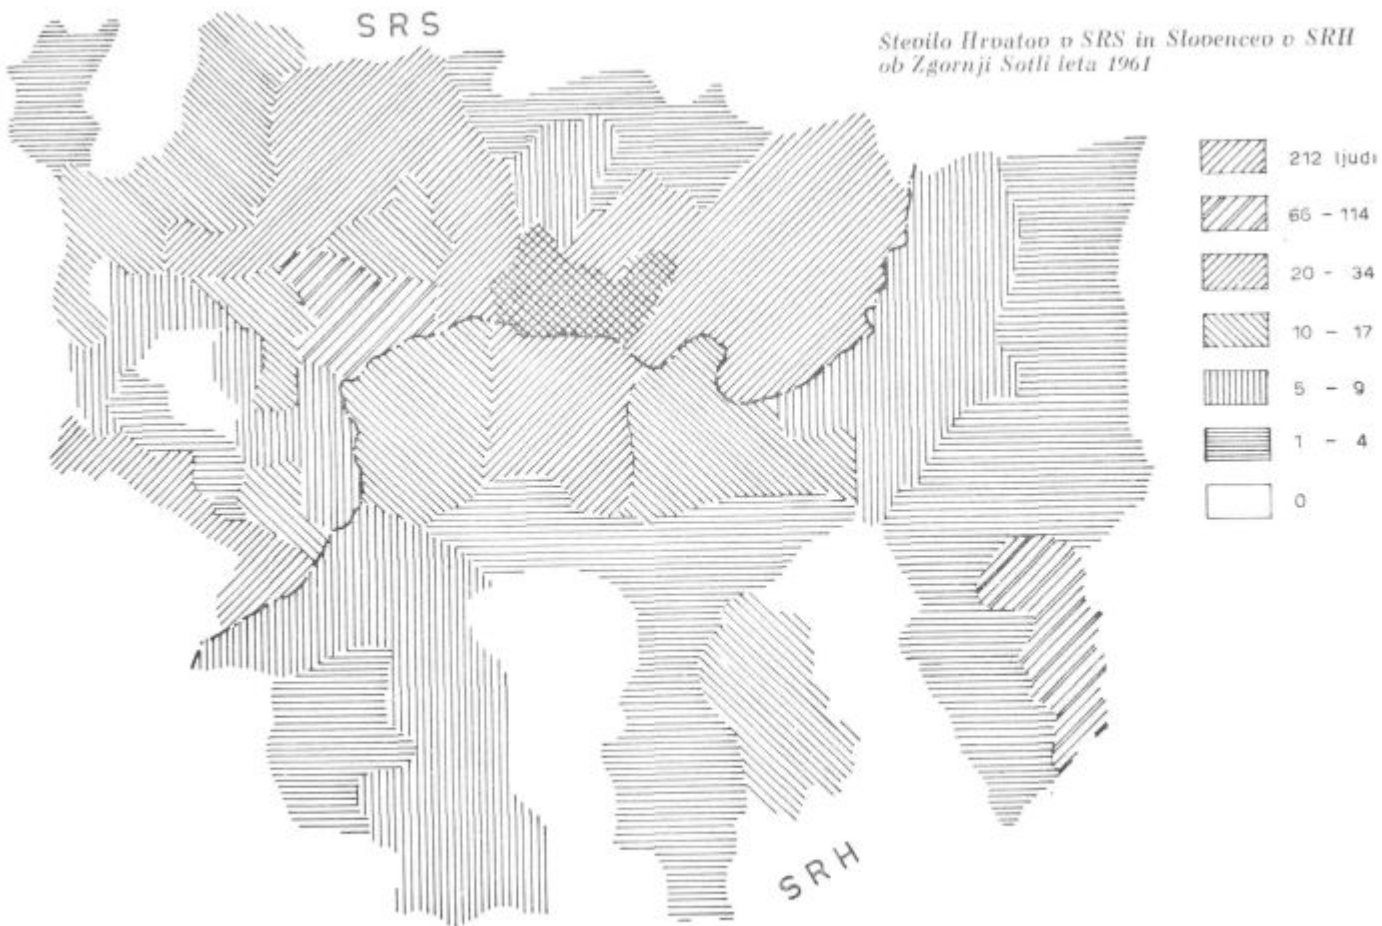 SRS
Število Hrvatov v SRS in Slovencev v SRH
ob Zgornji Sotli leta 1961
212 ljudi
66 - 114
20 - 34
10 - 17
5 - 9
1 - 4
0
SRH